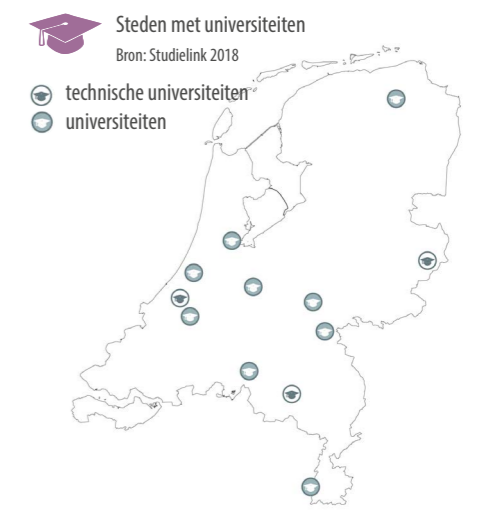 Steden met universiteiten
Bron: Studielink 2018
technische universiteiten
universiteiten